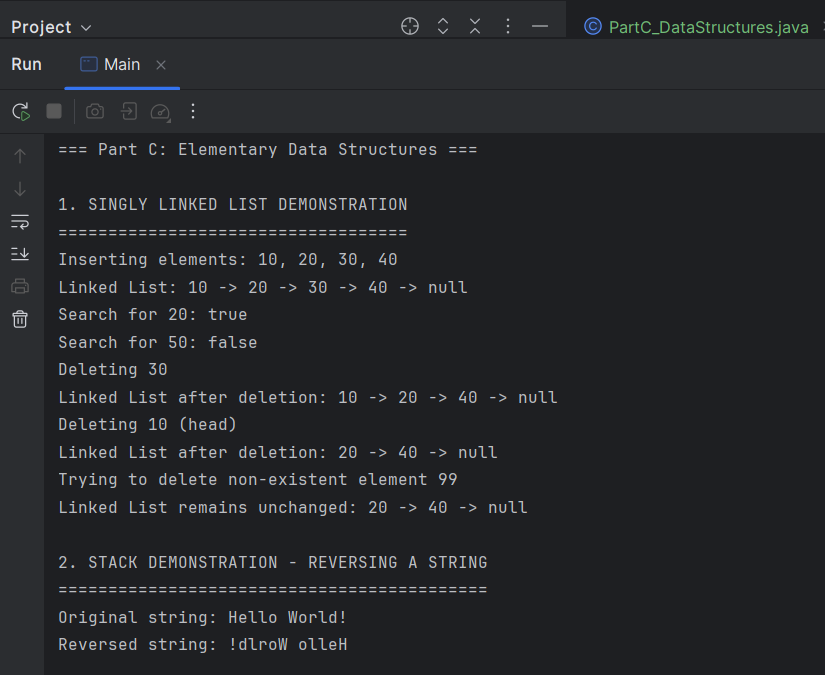 Project
PartC_DataStructures.java
Run
Main
=== Part C: Elementary Data Structures ===
1. SINGLY LINKED LIST DEMONSTRATION
===================================
Inserting elements: 10, 20, 30, 40
Linked List: 10 -> 20 -> 30 -> 40 -> null
Search for 20: true
Search for 50: false
Deleting 30
Linked List after deletion: 10 -> 20 -> 40 -> null
Deleting 10 (head)
Linked List after deletion: 20 -> 40 -> null
Trying to delete non-existent element 99
Linked List remains unchanged: 20 -> 40 -> null
2. STACK DEMONSTRATION - REVERSING A STRING
===========================================
Original string: Hello World!
Reversed string: !dlroW olleH